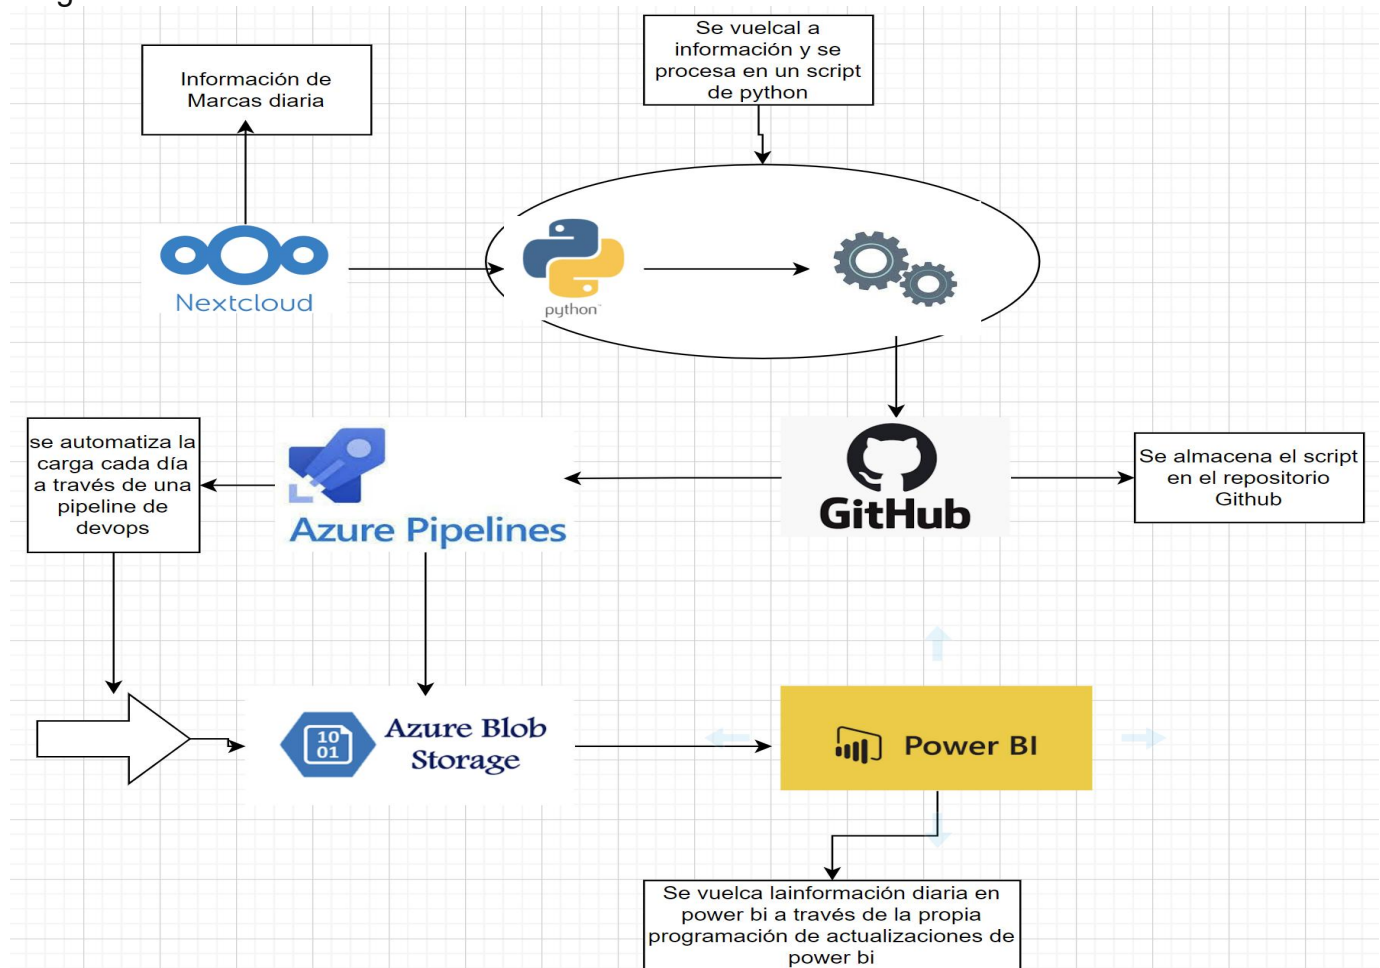 Se vuelcal a
información y se
procesa en un script
de python
Información de
Marcas diaria
Nextcloud
python
se automatiza la
carga cada día
a través de una
pipeline de
devops
Azure Pipelines
GitHub
Se almacena el script
en el repositorio
Github
10
01
Azure Blob
Storage
Power BI
Se vuelca lainformación diaria en
power bi a través de la propia
programación de actualizaciones de
power bi